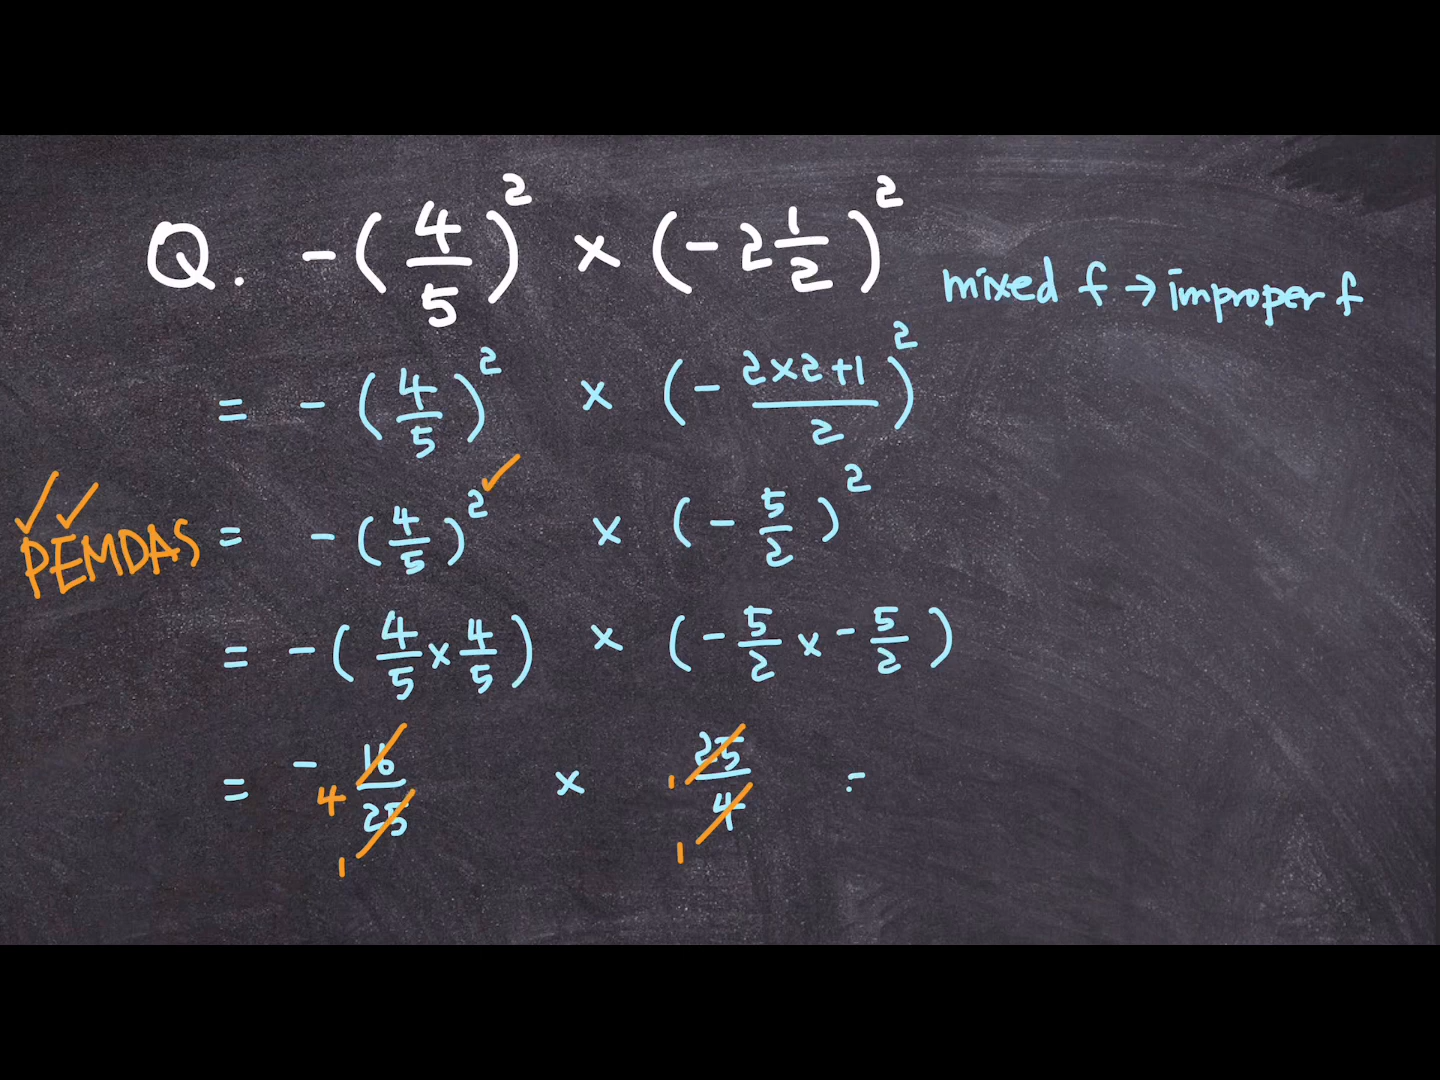 Q. -(4/5)² × (-2 1/2)²
mixed f → improper f
= -(4/5)² × (- 2×2+1/2)²
PEMDAS
= -(4/5)² × (- 5/2)²
= -(4/5 × 4/5) × (- 5/2 × - 5/2)
= - 16/25 × 25/4 =
4 1
1 1